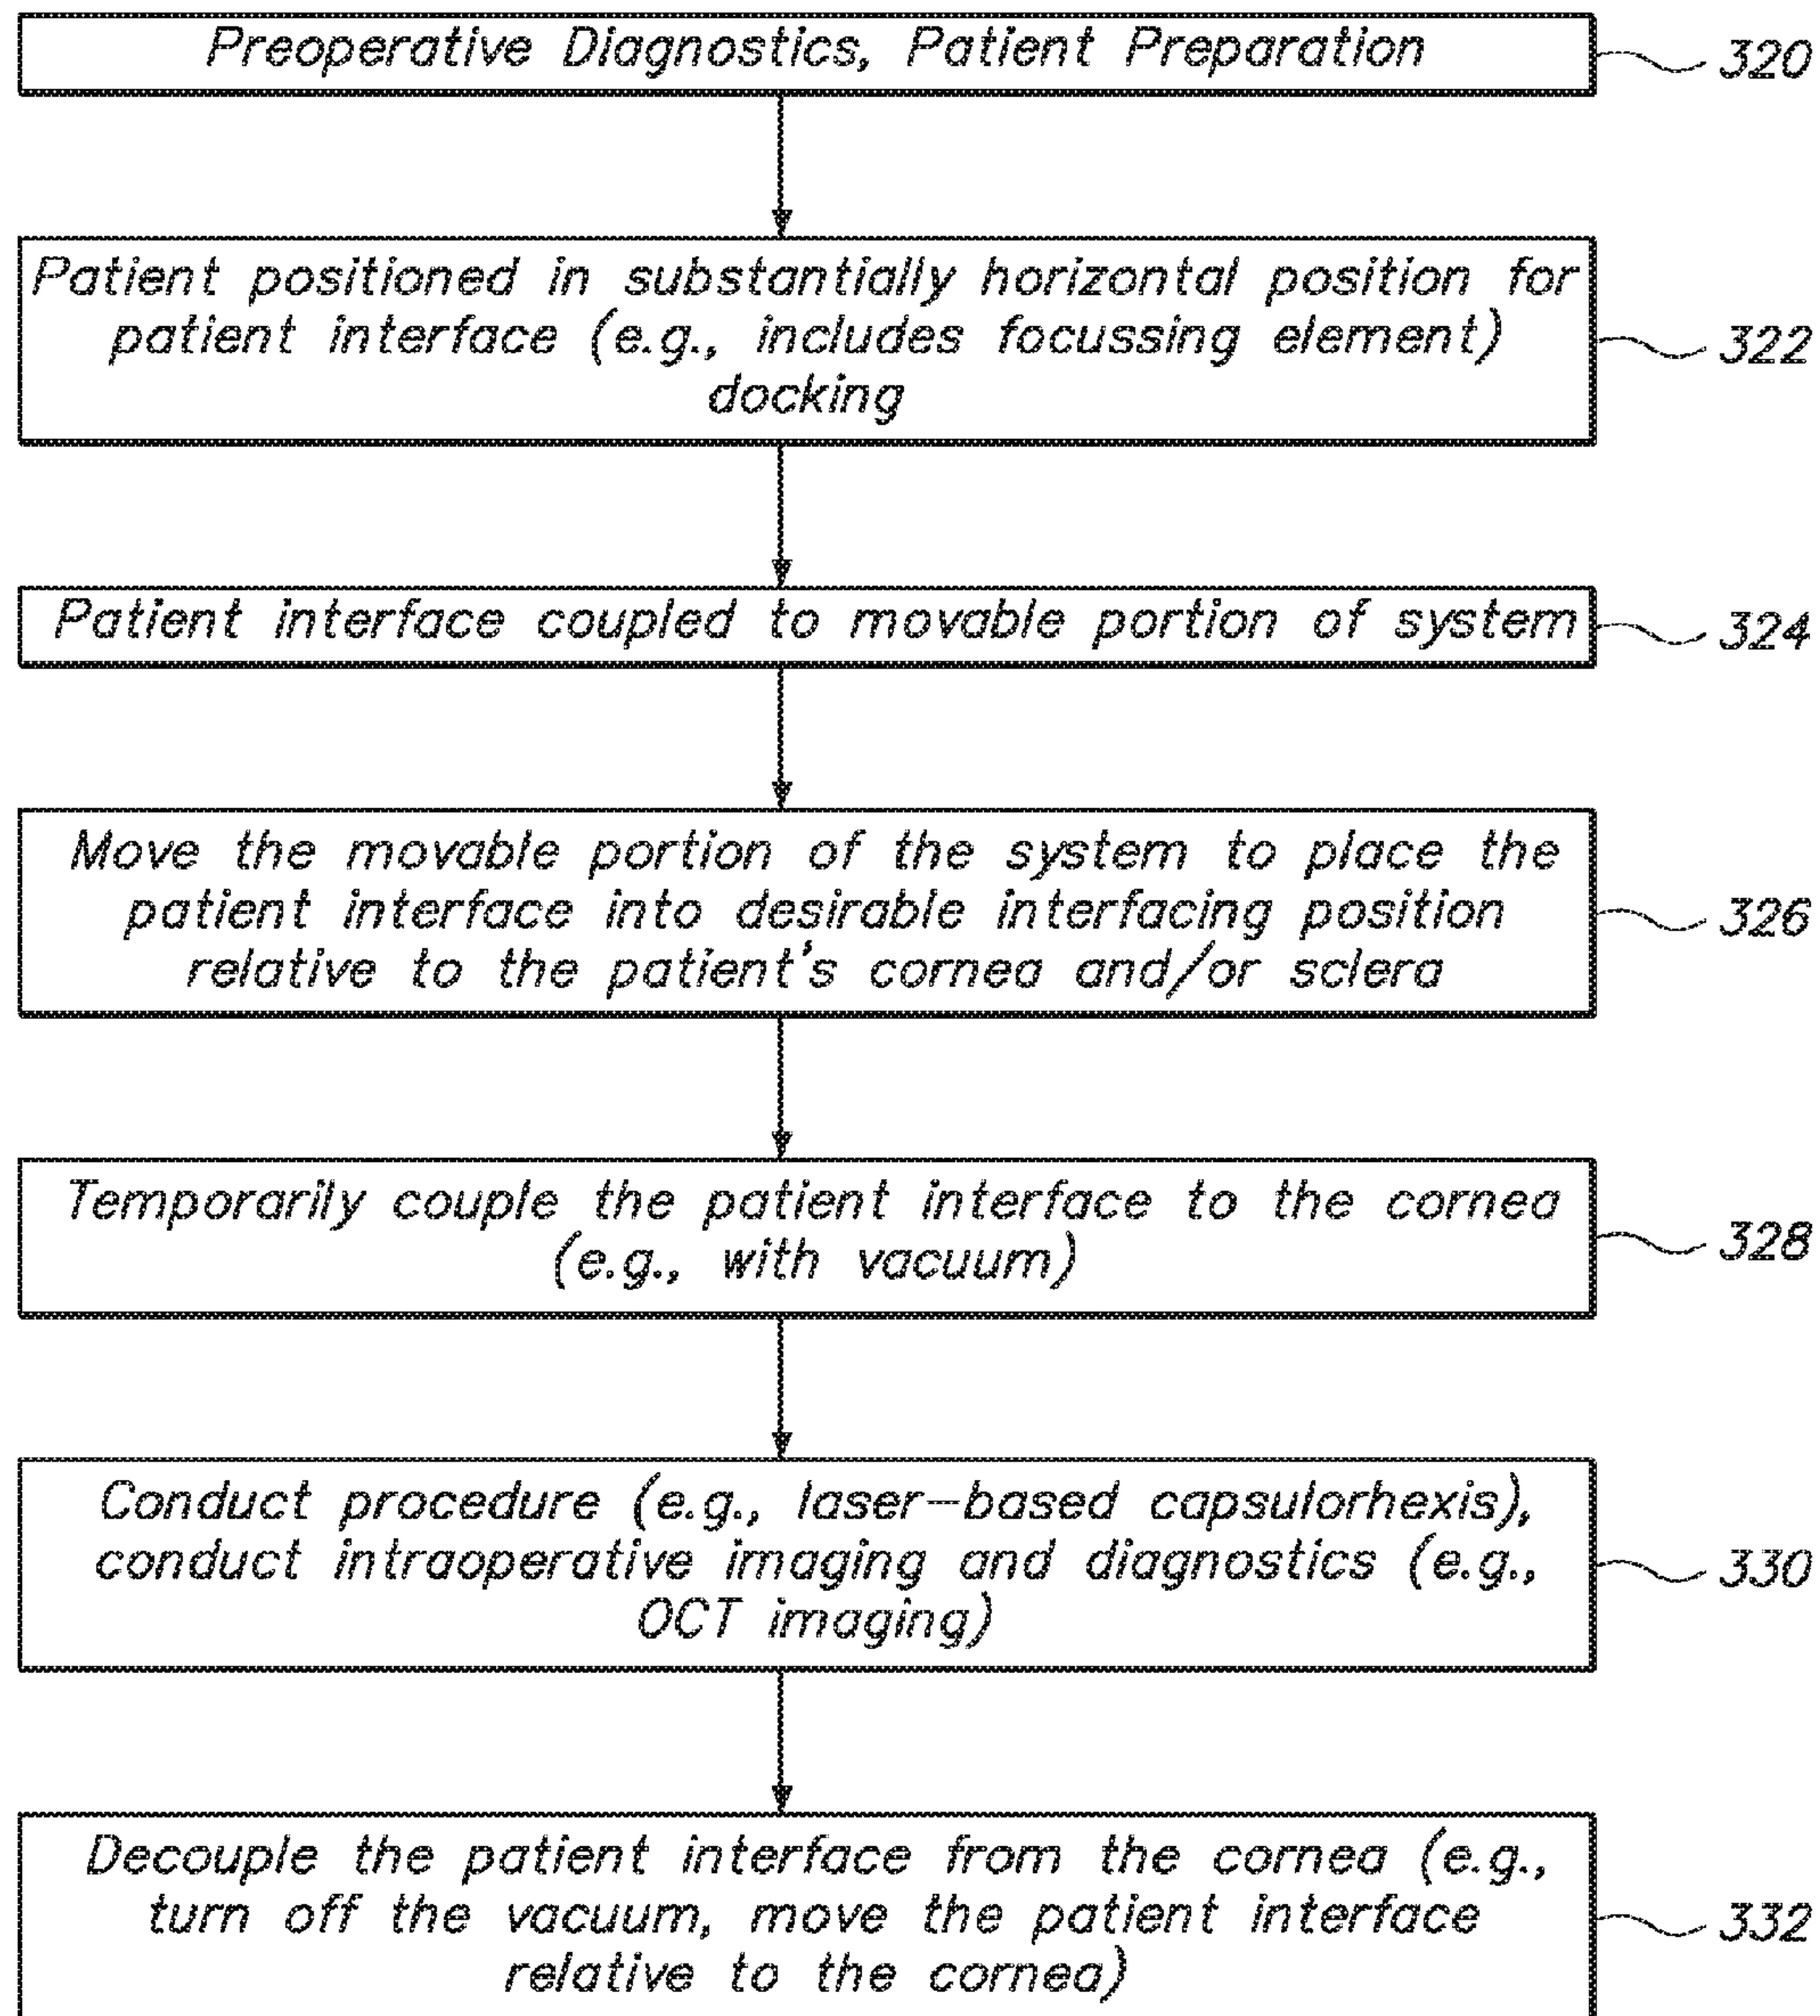 Preoperative Diagnostics, Patient Preparation
320
Patient positioned in substantially horizontal position for
patient interface (e.g., includes focussing element)
docking
322
Patient interface coupled to movable portion of system
324
Move the movable portion of the system to place the
patient interface into desirable interfacing position
relative to the patient's cornea and/or sclera
326
Temporarily couple the patient interface to the cornea
(e.g., with vacuum)
328
Conduct procedure (e.g., laser-based capsulorhexis),
conduct intraoperative imaging and diagnostics (e.g.,
OCT imaging)
330
Decouple the patient interface from the cornea (e.g.,
turn off the vacuum, move the patient interface
relative to the cornea)
332